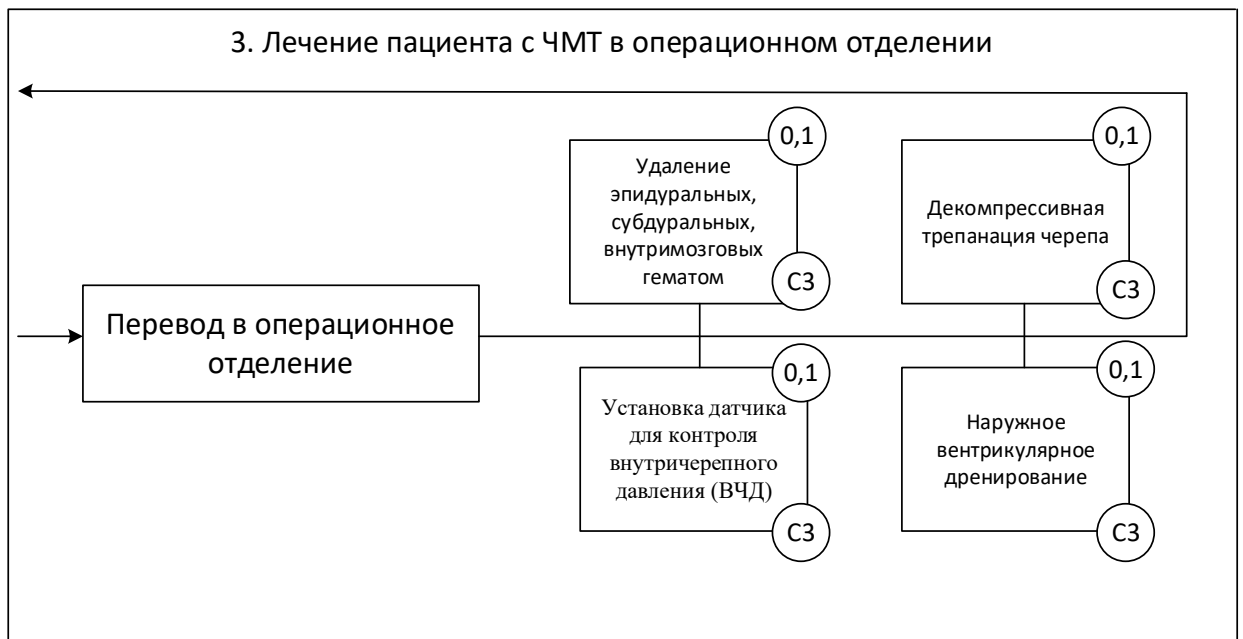 3. Лечение пациента с ЧМТ в операционном отделении
0,1
Удаление
эпидуральных,
субдуральных,
внутримозговых
гематом
С3
0,1
Декомпрессивная
трепанация черепа
С3
Перевод в операционное
отделение
0,1
Установка датчика
для контроля
внутричерепного
давления (ВЧД)
С3
0,1
Наружное
вентрикулярное
дренирование
С3